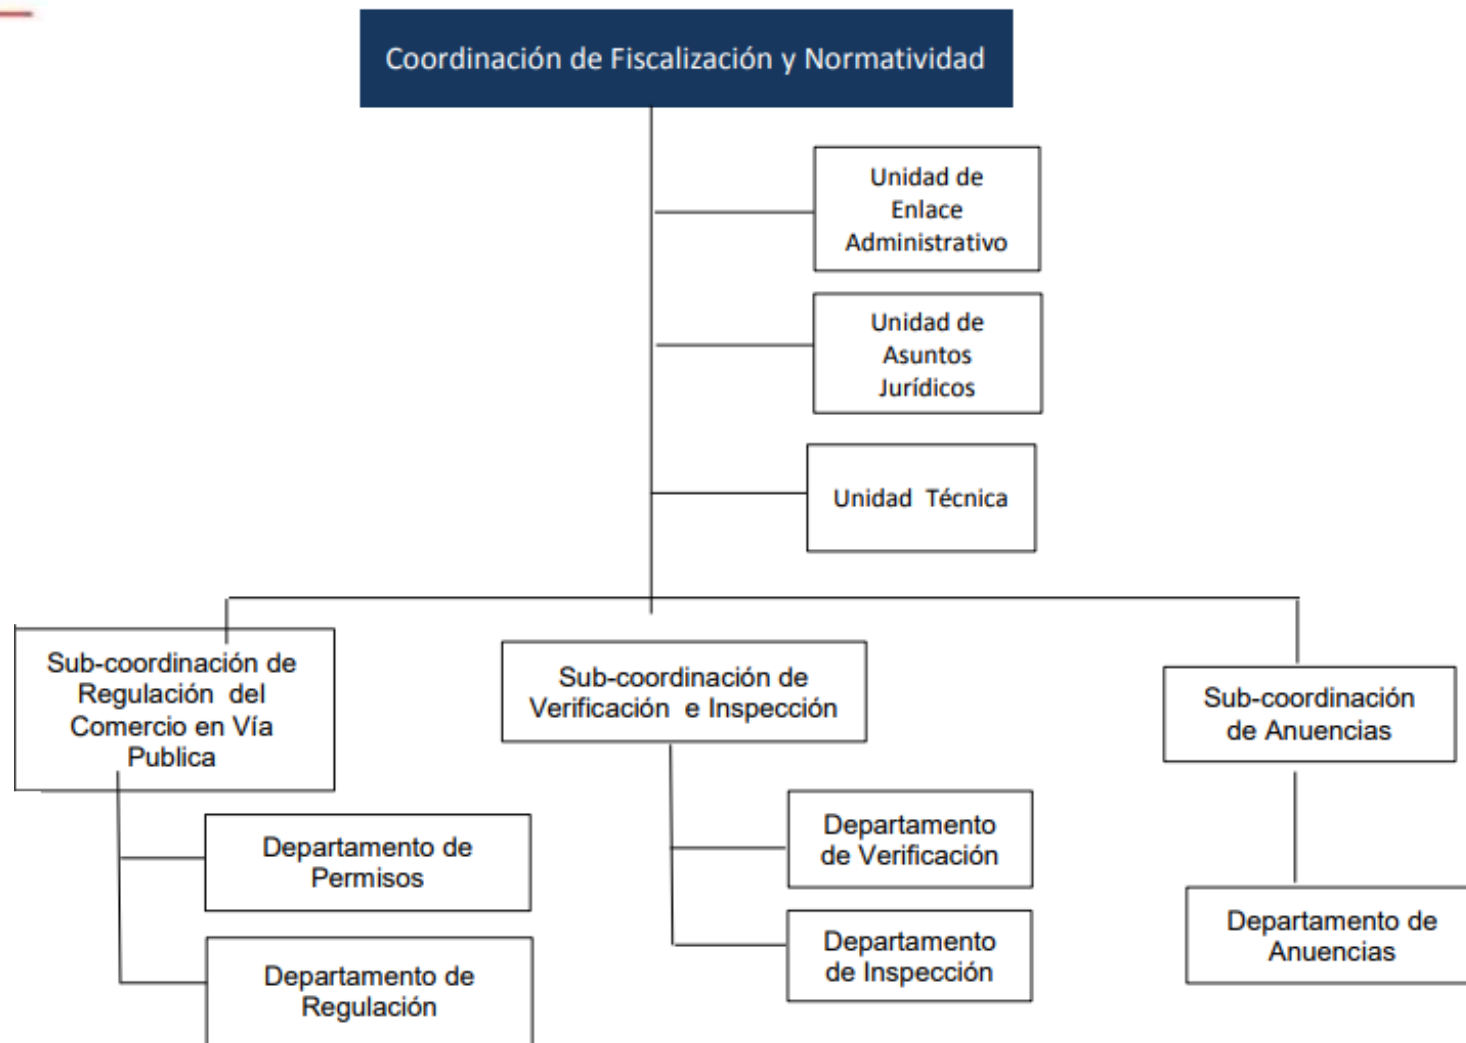 Coordinación de Fiscalización y Normatividad
Unidad de
Enlace
Administrativo
Unidad de
Asuntos
Jurídicos
Unidad Técnica
Sub-coordinación de
Regulación del
Comercio en Vía
Publica
Sub-coordinación de
Verificación e Inspección
Sub-coordinación
de Anuencias
Departamento de
Permisos
Departamento de
Regulación
Departamento
de Verificación
Departamento
de Inspección
Departamento de
Anuencias